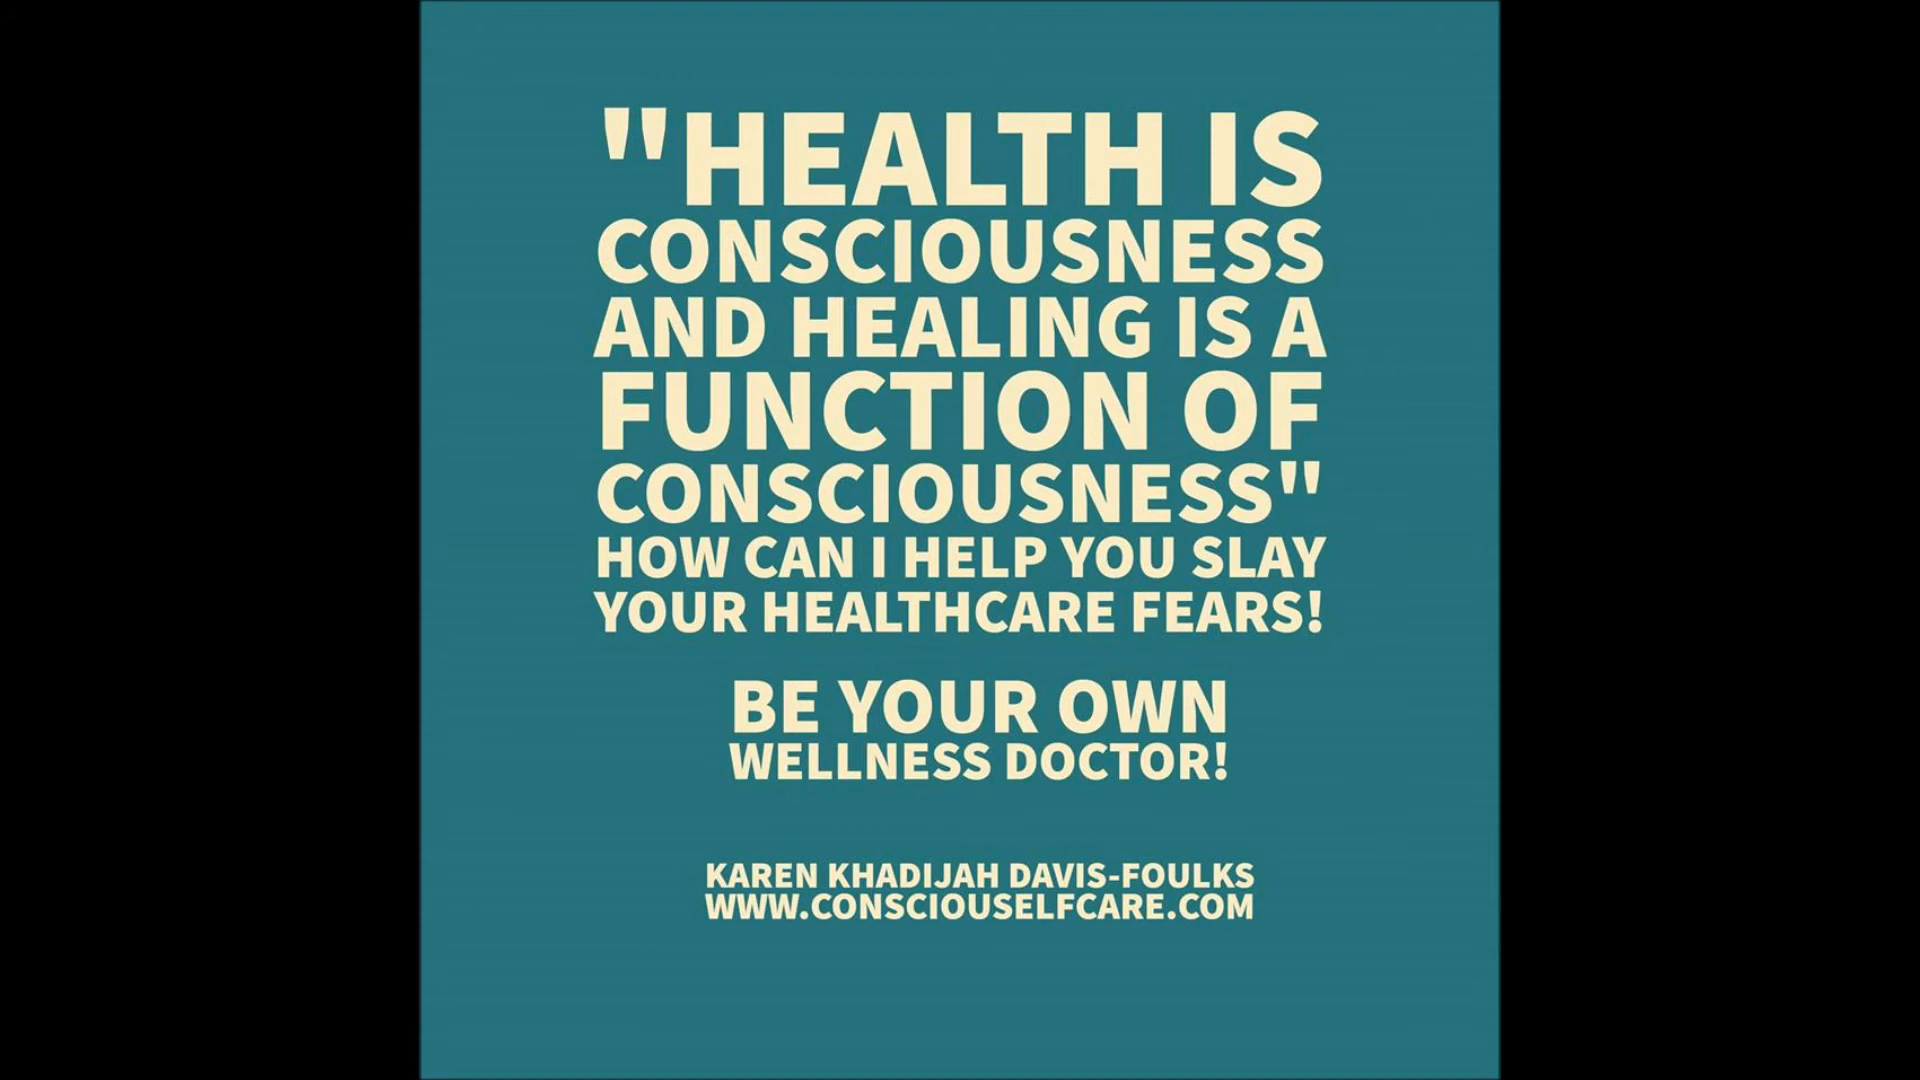 "HEALTH IS
CONSCIOUSNESS
AND HEALING IS A
FUNCTION OF
CONSCIOUSNESS"
HOW CAN I HELP YOU SLAY
YOUR HEALTHCARE FEARS!
BE YOUR OWN
WELLNESS DOCTOR!
KAREN KHADIJAH DAVIS-FOULKS
WWW.CONSCIOUSELFCARE.COM